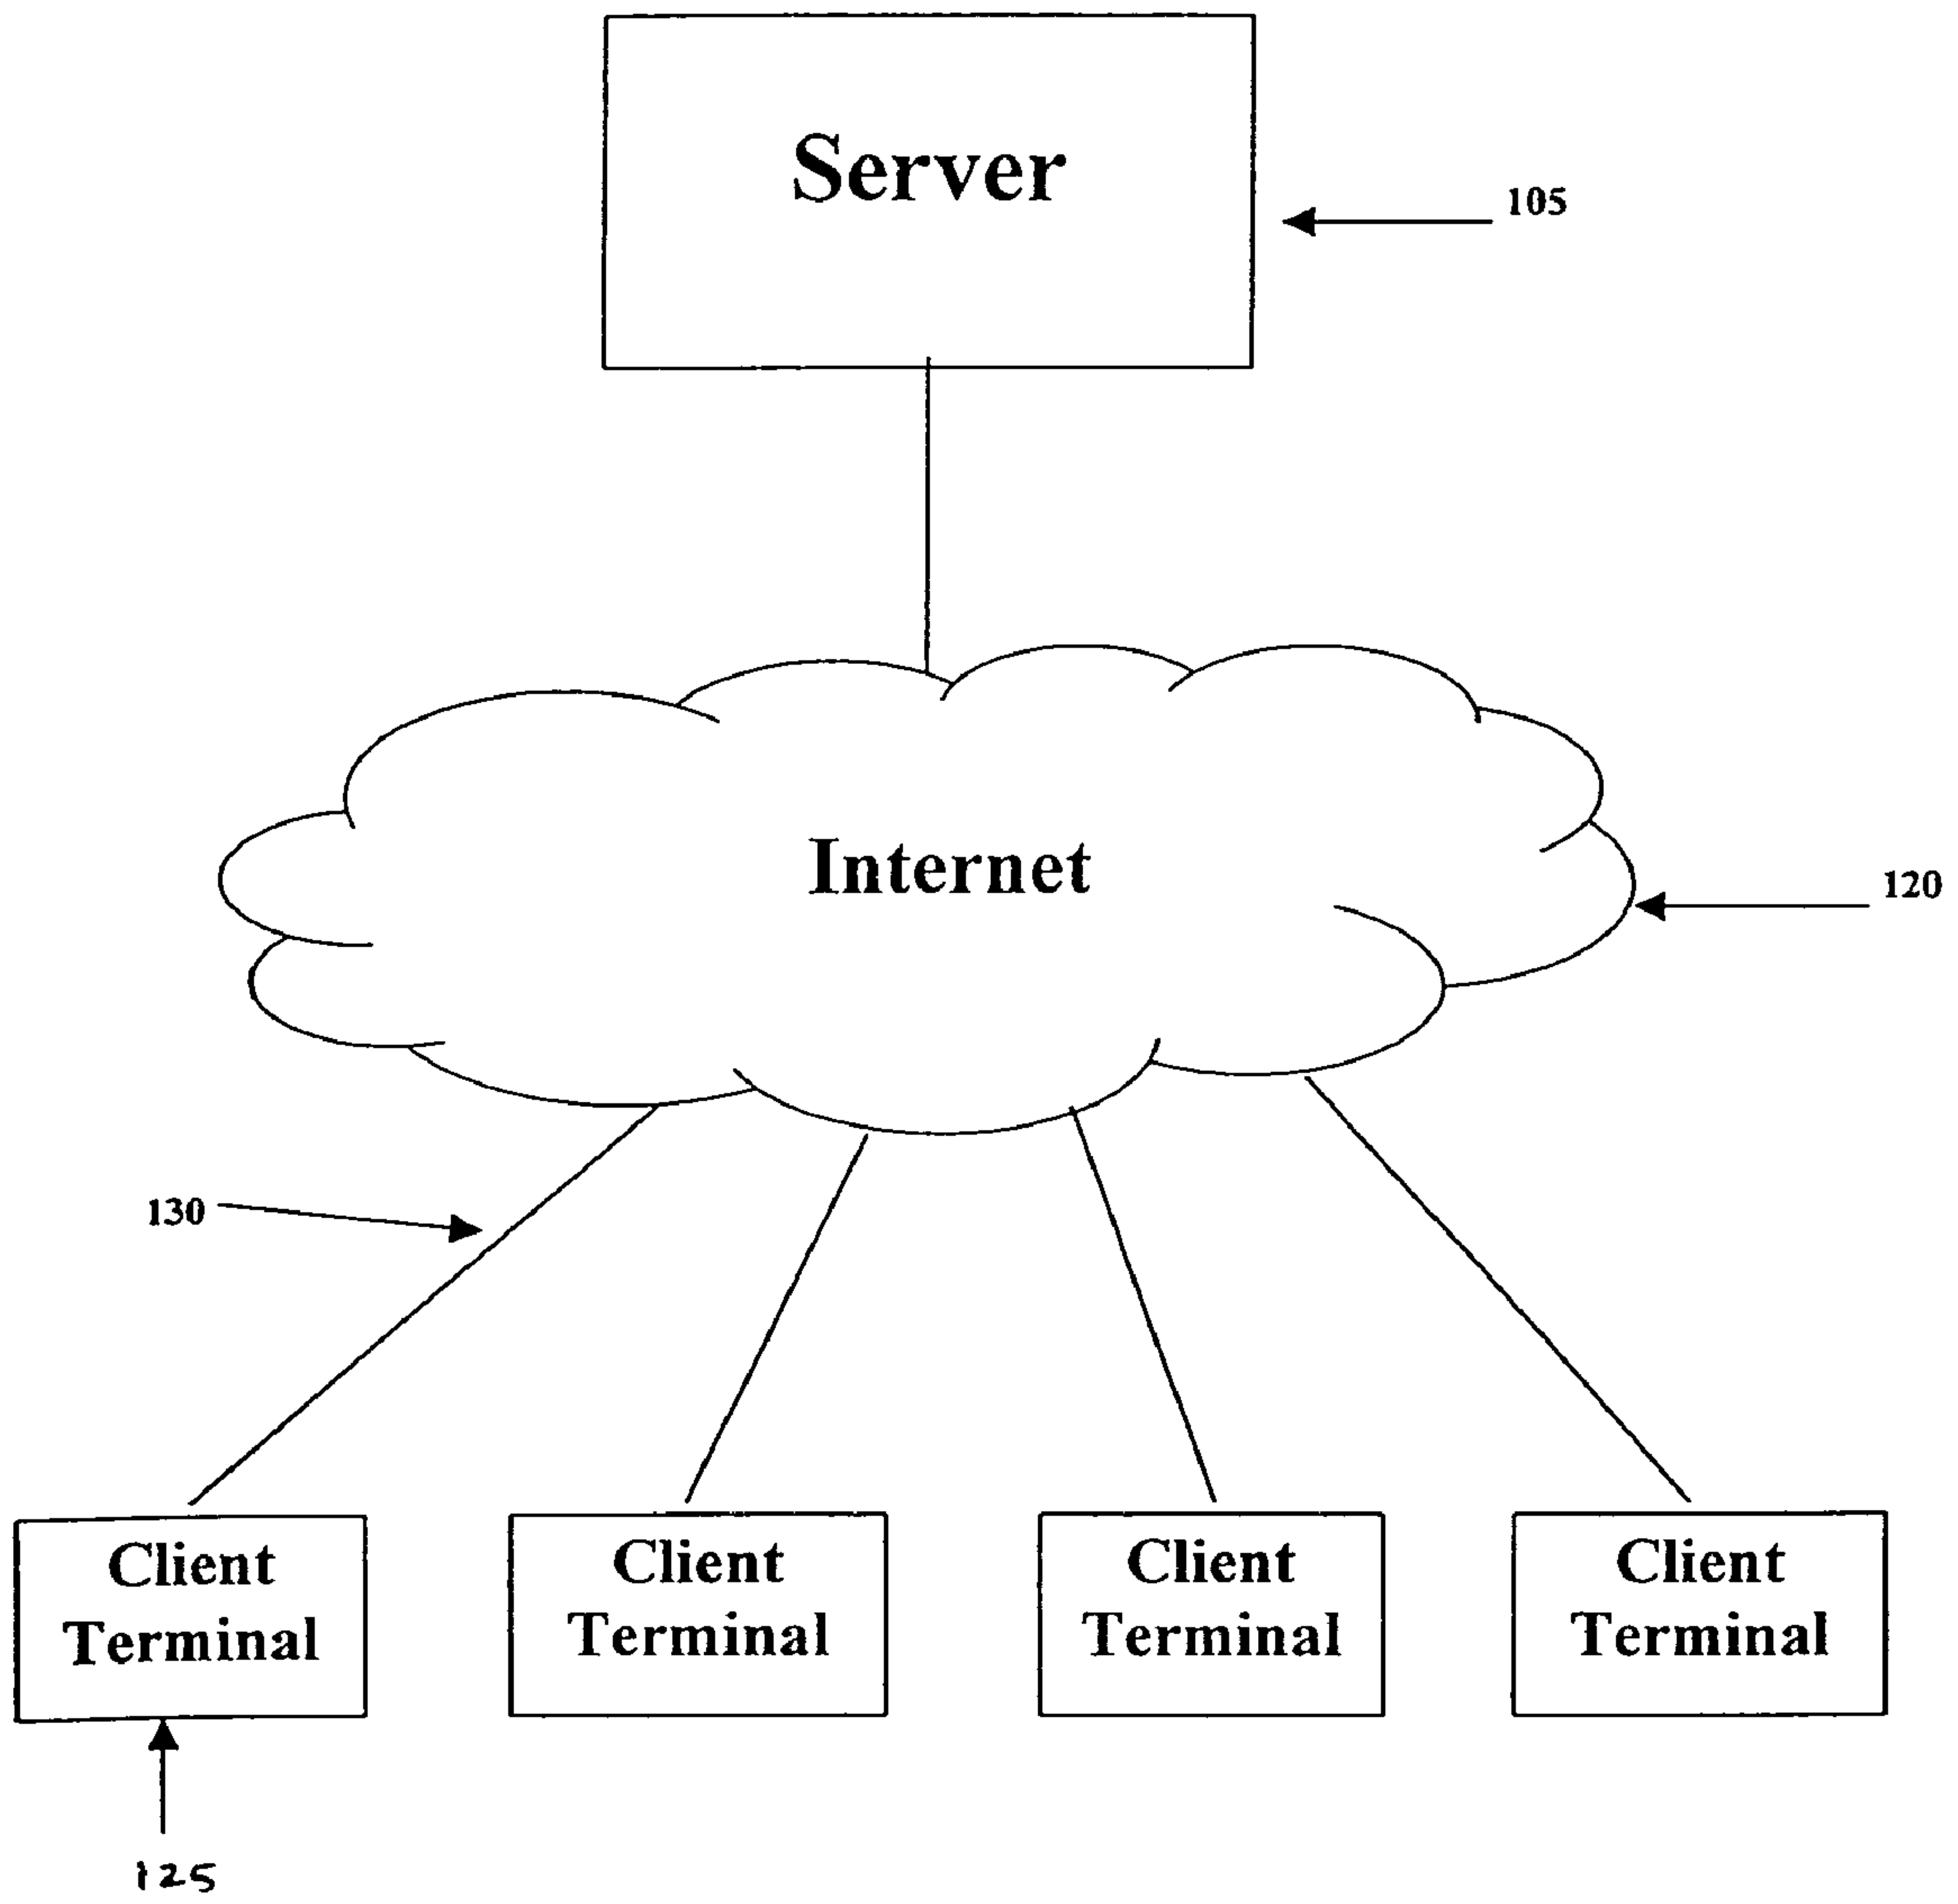 Server
105
Internet
120
130
Client
Terminal
Client
Terminal
Client
Terminal
Client
Terminal
125